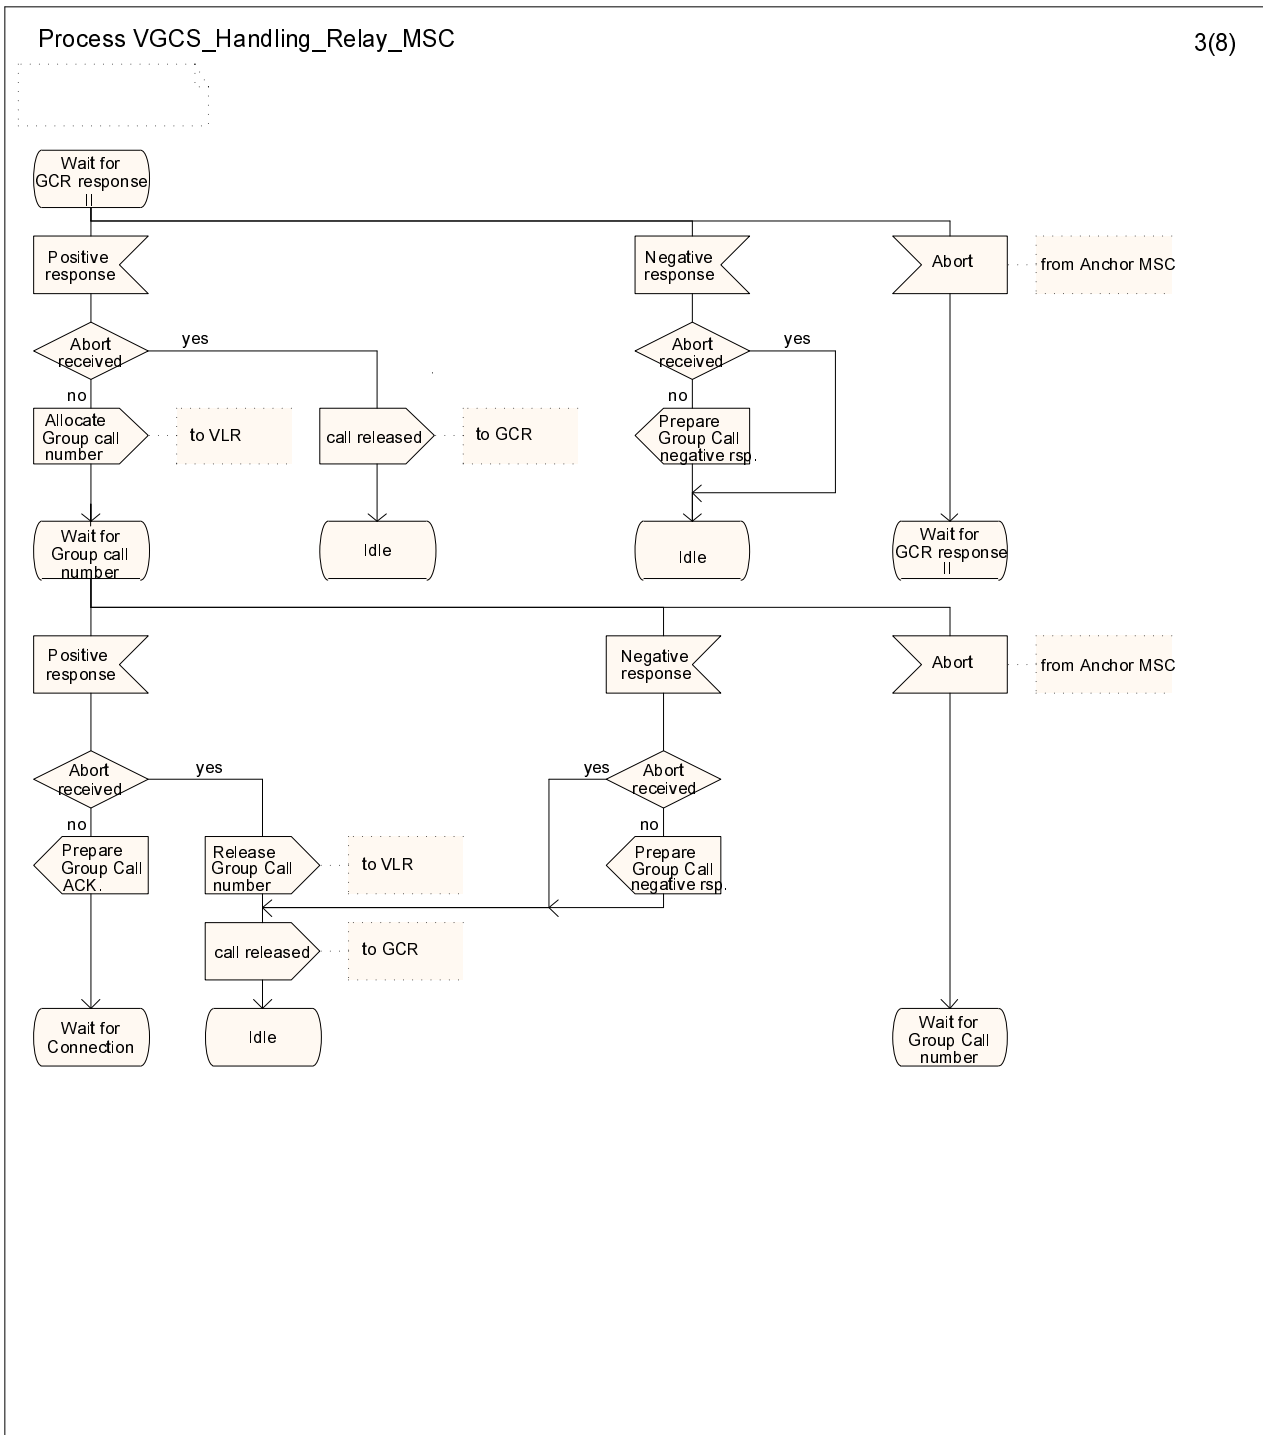 Process VGCS_Handling_Relay_MSC
3(8)
Wait for
GCR response
II
Positive
response
Negative
response
Abort
from Anchor MSC
Abort
received
yes
no
Abort
received
yes
no
Allocate
Group call
number
to VLR
call released
to GCR
Prepare
Group Call
negative rsp.
Wait for
Group call
number
Idle
Idle
Wait for
GCR response
II
Positive
response
Negative
response
Abort
from Anchor MSC
Abort
received
yes
no
yes
Abort
received
no
Prepare
Group Call
ACK.
Release
Group Call
number
to VLR
Prepare
Group Call
negative rsp.
call released
to GCR
Wait for
Connection
Idle
Wait for
Group Call
number